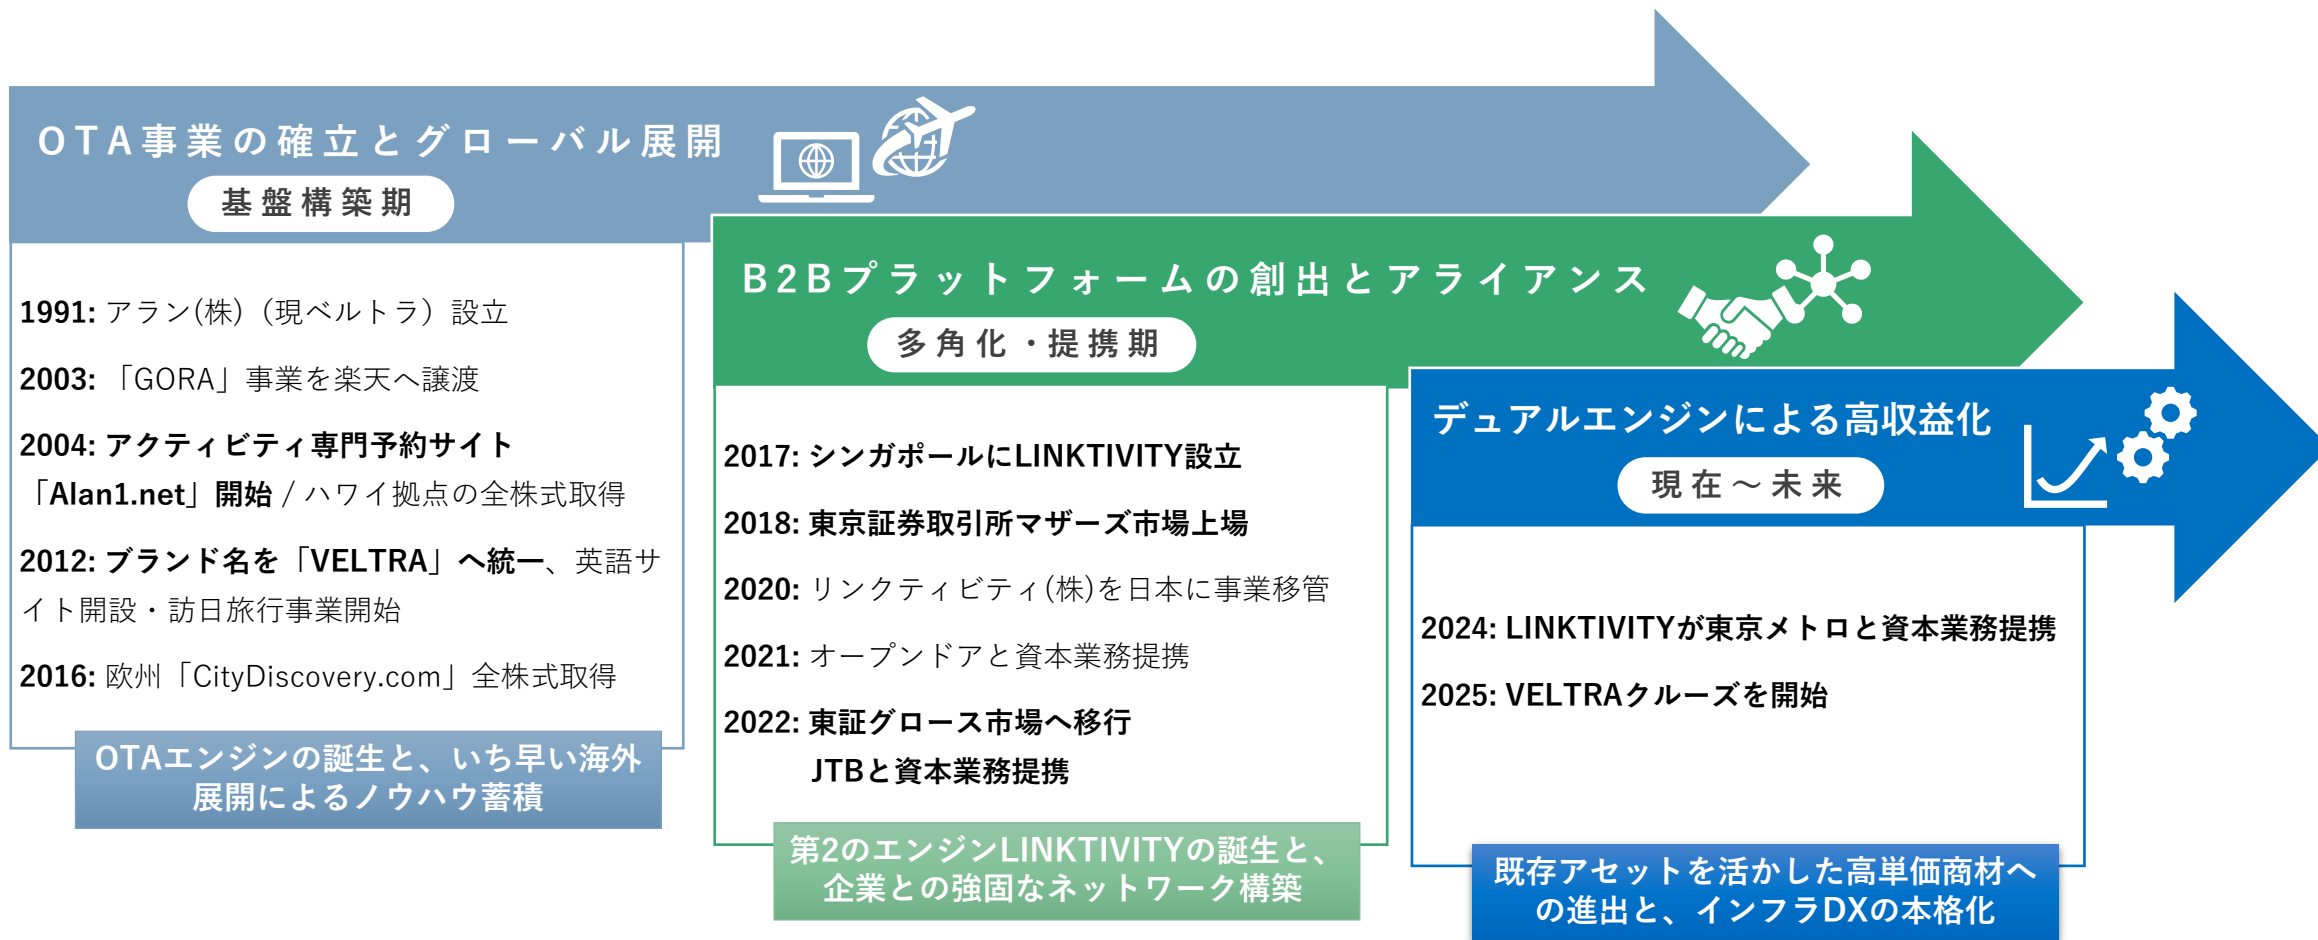 OTA事業の確立とグローバル展開
基盤構築期
1991: アラン(株)（現ベルトラ）設立
2003: 「GORA」事業を楽天へ譲渡
2004: アクティビティ専門予約サイト
「Alan1.net」開始 / ハワイ拠点の全株式取得
2012: ブランド名を「VELTRA」へ統一、英語サ
イト開設・訪日旅行事業開始
2016: 欧州「CityDiscovery.com」全株式取得
OTAエンジンの誕生と、いち早い海外
展開によるノウハウ蓄積
B2Bプラットフォームの創出とアライアンス
多角化・提携期
2017: シンガポールにLINKTIVITY設立
2018: 東京証券取引所マザーズ市場上場
2020: リンクティビティ(株)を日本に事業移管
2021: オープンドアと資本業務提携
2022: 東証グロース市場へ移行
JTBと資本業務提携
第2のエンジンLINKTIVITYの誕生と、
企業との強固なネットワーク構築
デュアルエンジンによる高収益化
現在～未来
2024: LINKTIVITYが東京メトロと資本業務提携
2025: VELTRAクルーズを開始
既存アセットを活かした高単価商材へ
の進出と、インフラDXの本格化